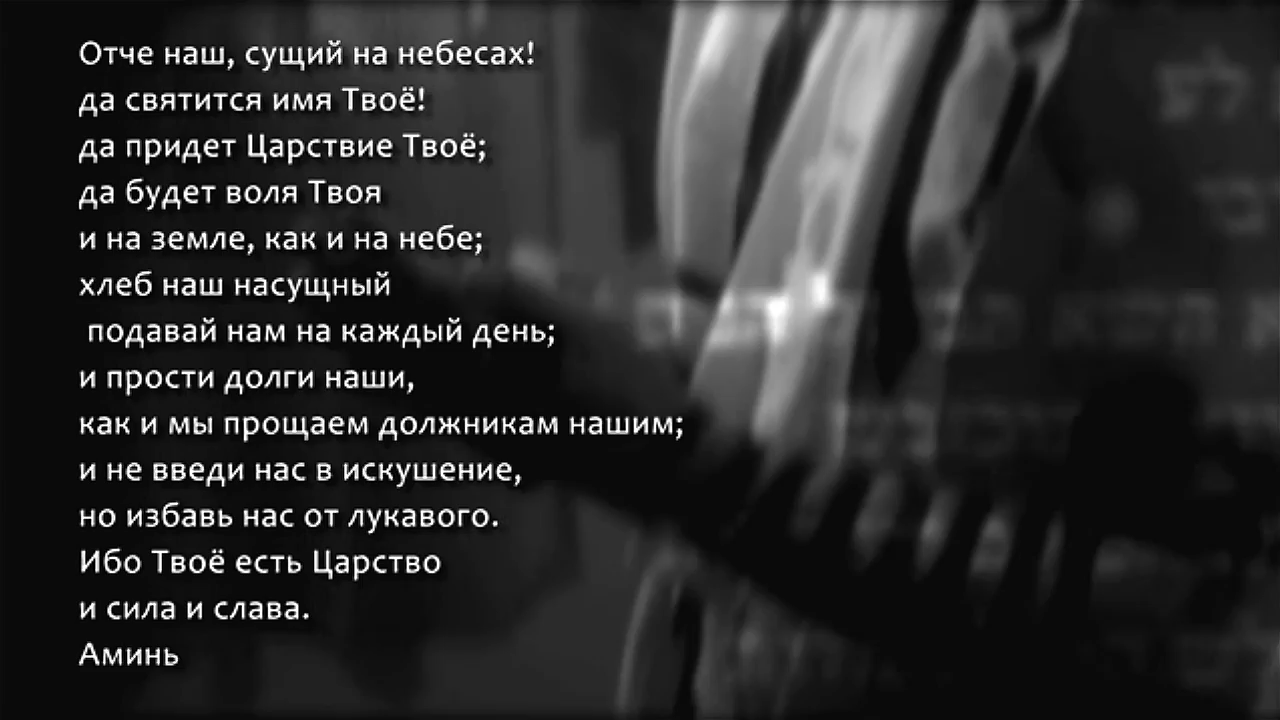 Отче наш, сущий на небесах!
да святится имя Твоё!
да придет Царствие Твоё;
да будет воля Твоя
и на земле, как и на небе;
хлеб наш насущный
подавай нам на каждый день;
и прости долги наши,
как и мы прощаем должникам нашим;
и не введи нас в искушение,
но избавь нас от лукавого.
Ибо Твоё есть Царство
и сила и слава.
Аминь